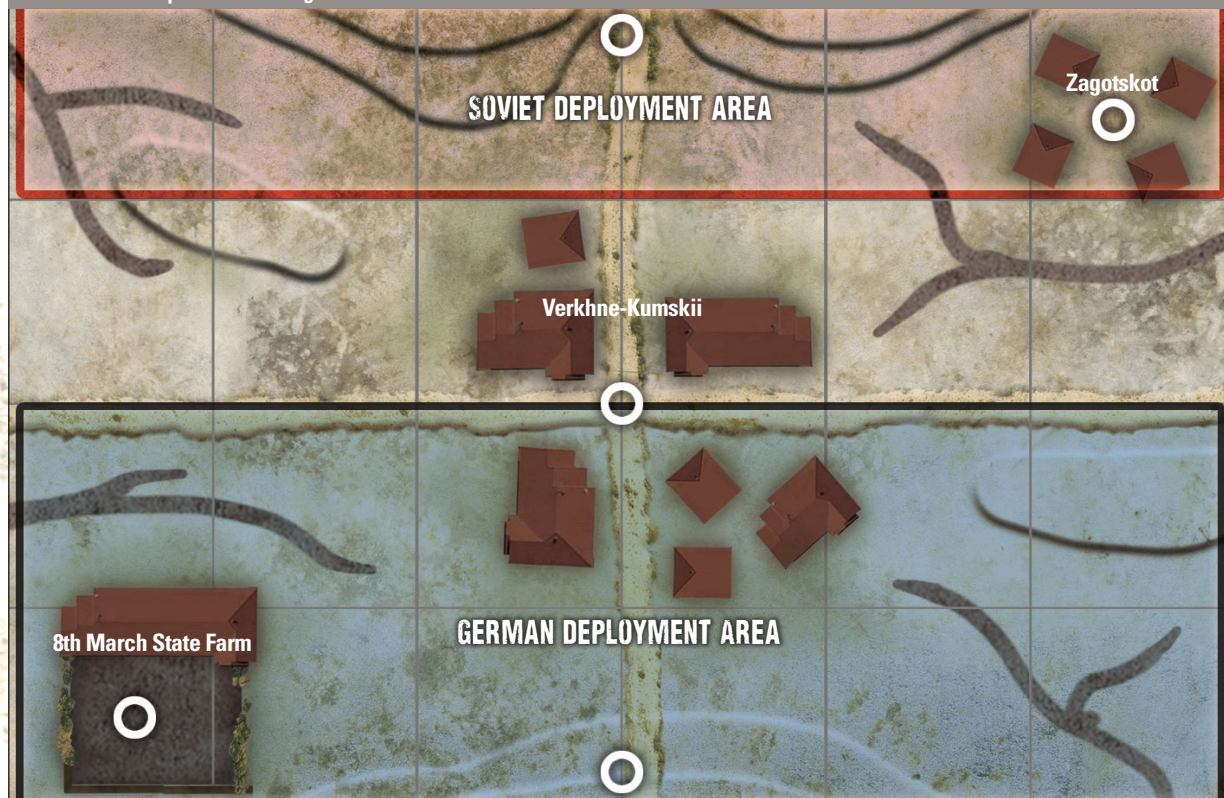 Zagotskot
SOVIET DEPLOYMENT AREA
Verkhne-Kumskii
GERMAN DEPLOYMENT AREA
8th March State Farm